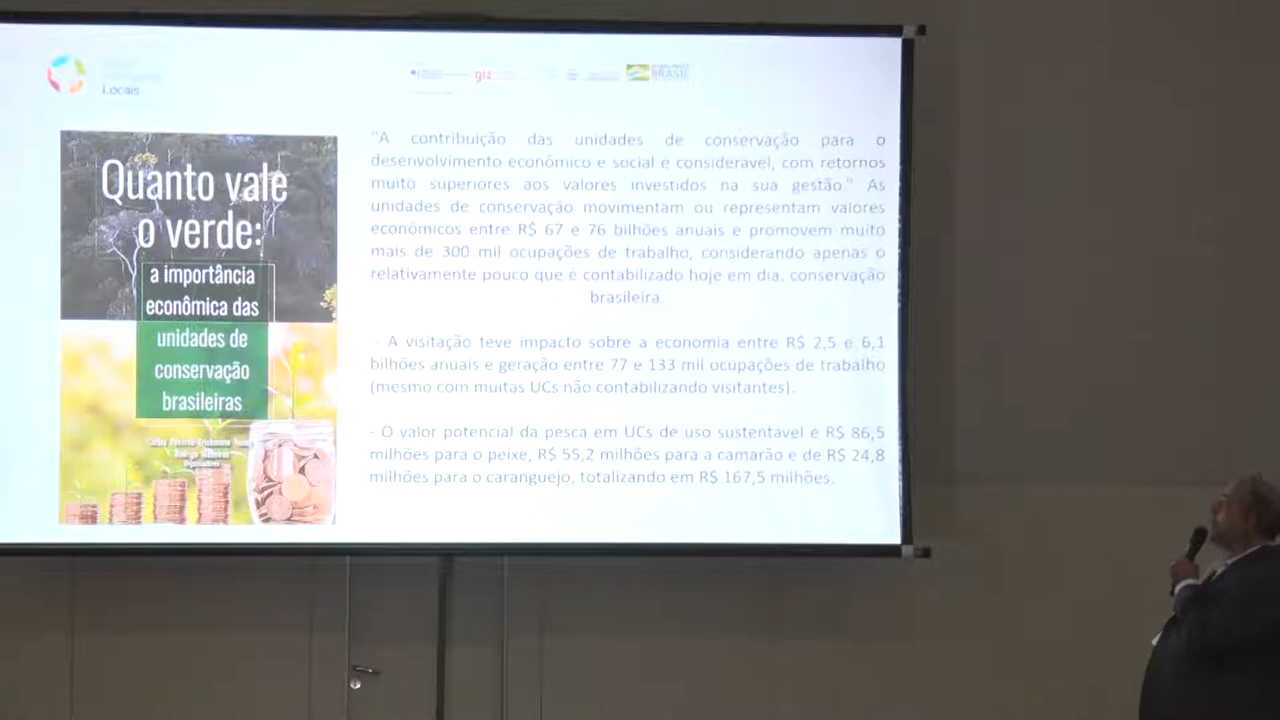 Locais
giz
BRASIL
Quanto vale
o verde:
a importância
econômica das
unidades de
conservação
brasileiras
"A contribuição das unidades de conservação para o
desenvolvimento econômico e social é considerável, com retornos
muito superiores aos valores investidos na sua gestão." As
unidades de conservação movimentam ou representam valores
econômicos entre R$ 67 e 76 bilhões anuais e promovem muito
mais de 300 mil ocupações de trabalho, considerando apenas o
relativamente pouco que é contabilizado hoje em dia. conservação
brasileira.
- A visitação teve impacto sobre a economia entre R$ 2,5 e 6,1
bilhões anuais e geração entre 77 e 133 mil ocupações de trabalho
(mesmo com muitas UCs não contabilizando visitantes).
- O valor potencial da pesca em UCs de uso sustentável e R$ 86,5
milhões para o peixe, R$ 55,2 milhões para a camarão e de R$ 24,8
milhões para o caranguejo, totalizando em R$ 167,5 milhões.